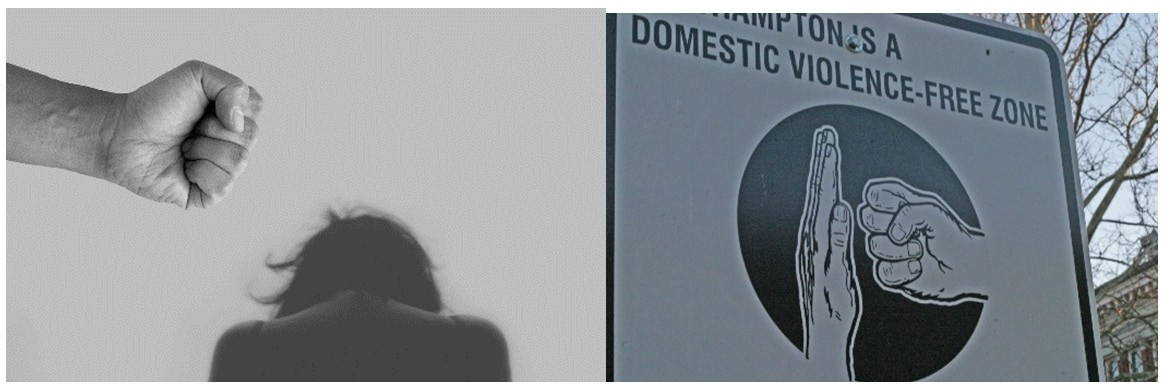 HAMPTON IS A
DOMESTIC VIOLENCE-FREE ZONE